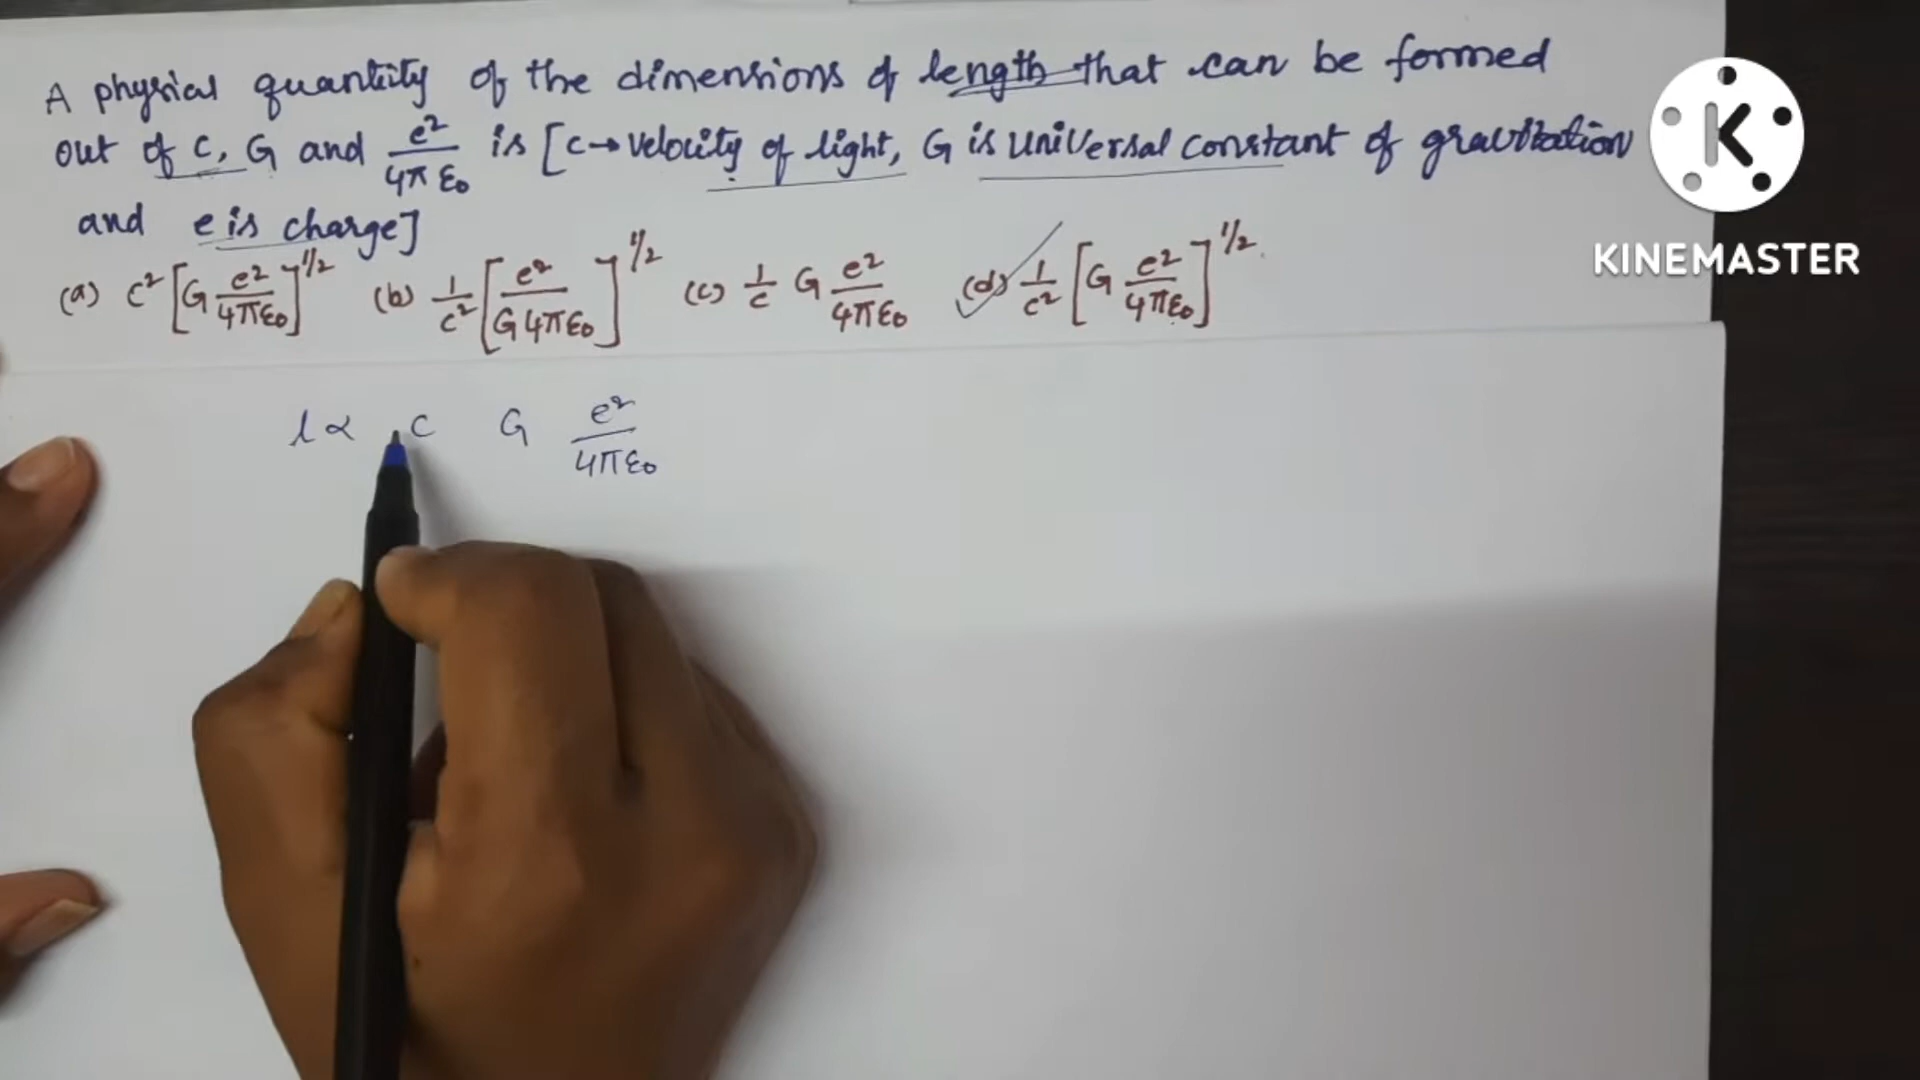 A physical quantity of the dimensions of length that can be formed
out of c, G and e²/4πε₀ is [c→velocity of light, G is universal constant of gravitation
and e is charge]
(a) c² [G e²/4πε₀]^1/2 (b) 1/c² [e²/G4πε₀]^1/2 (c) 1/c G e²/4πε₀ (d) 1/c² [G e²/4πε₀]^1/2
l ∝ c G e²/4πε₀
K
KINEMASTER